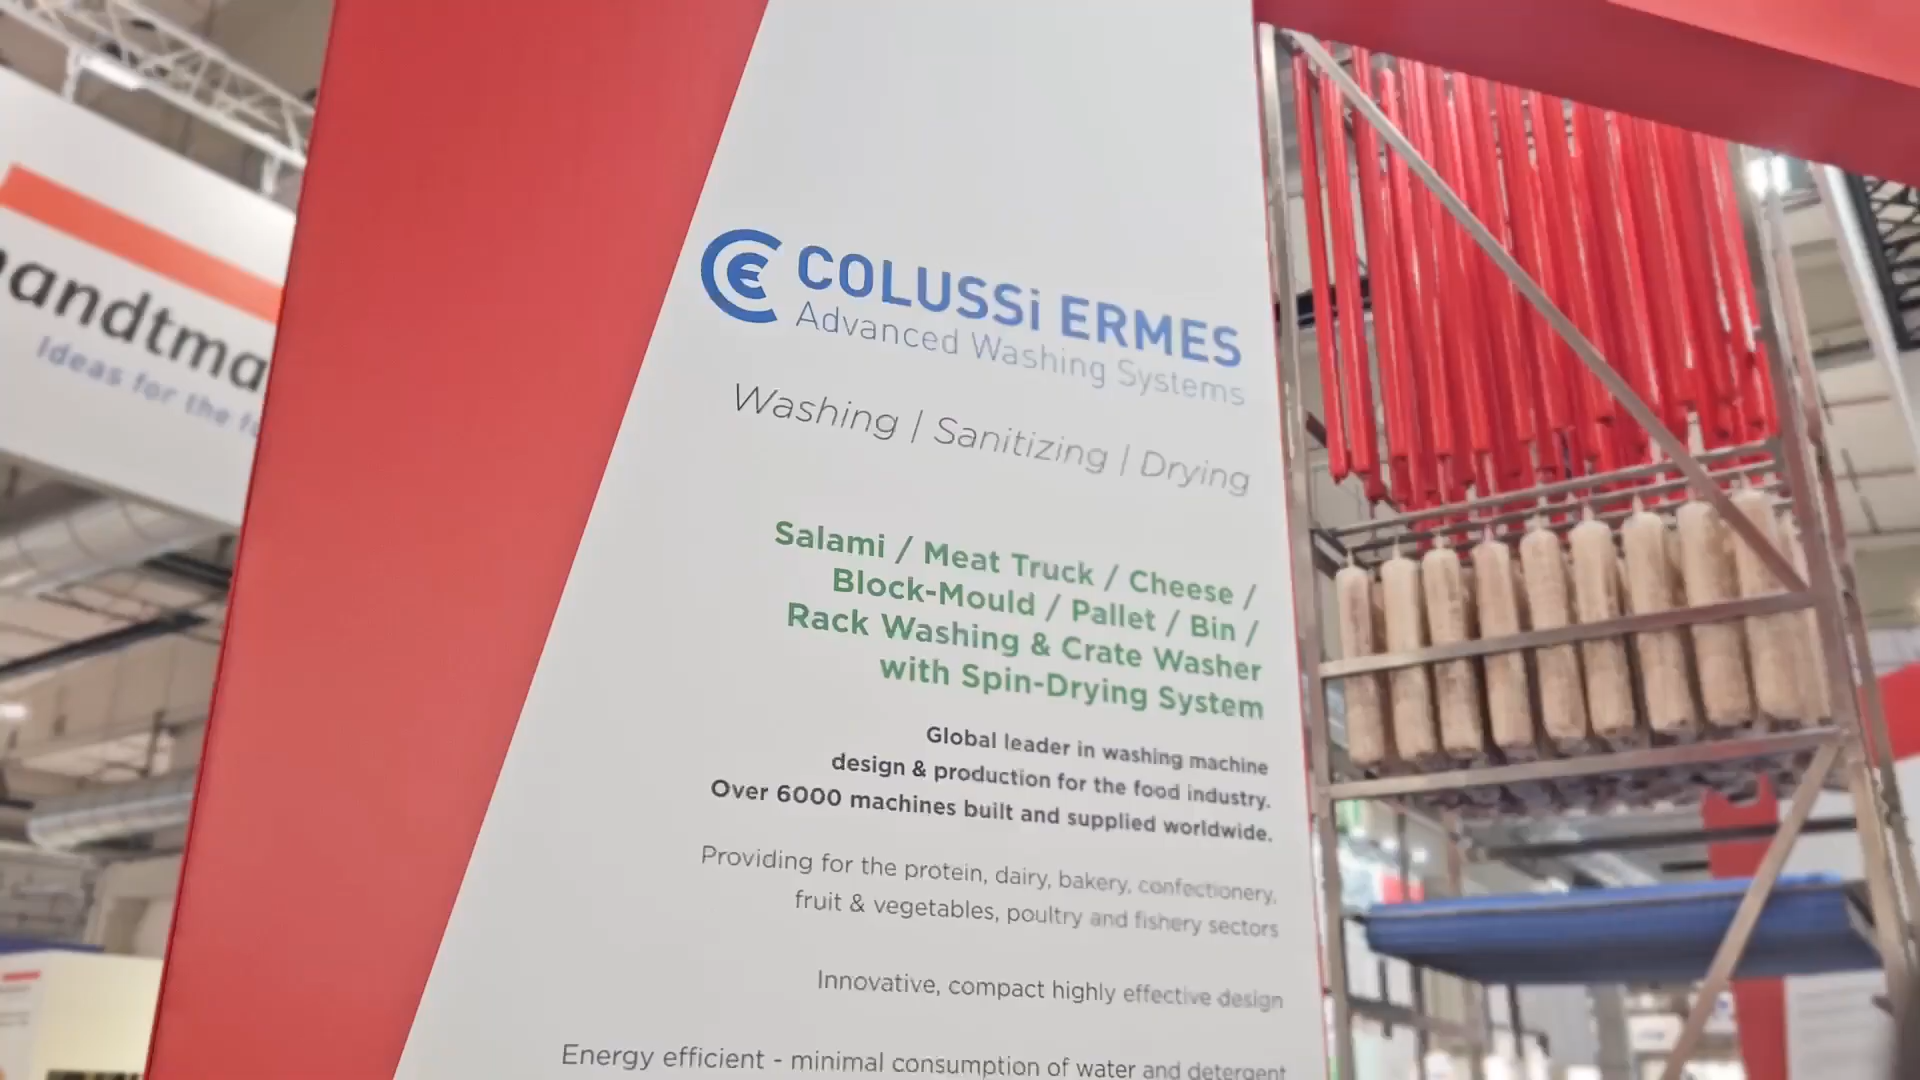 andtma
Ideas for the
COLUSSi ERMES
Advanced Washing Systems
Washing | Sanitizing | Drying
Salami / Meat Truck / Cheese /
Block-Mould / Pallet / Bin /
Rack Washing & Crate Washer
with Spin-Drying System
Global leader in washing machine
design & production for the food industry.
Over 6000 machines built and supplied worldwide.
Providing for the protein, dairy, bakery, confectionery,
fruit & vegetables, poultry and fishery sectors
Innovative, compact highly effective design
Energy efficient - minimal consumption of water and detergent